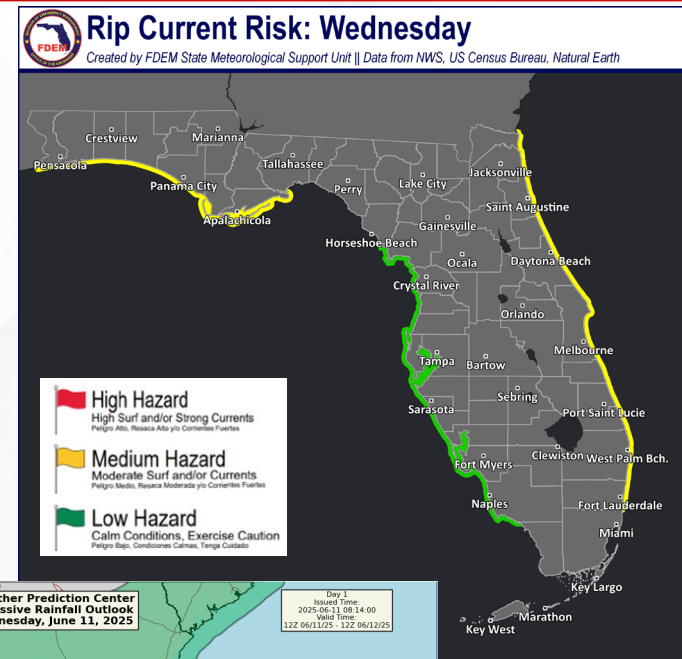 Rip Current Risk: Wednesday
Created by FDEM State Meteorological Support Unit || Data from NWS, US Census Bureau, Natural Earth
FDEM
Crestview
Marianna
Pensacola
Tallahassee
Panama City
Apalachicola
Perry
Lake City
Jacksonville
Saint Augustine
Gainesville
Horseshoe Beach
Ocala
Daytona Beach
Crystal River
Orlando
Melbourne
Tampa
Bartow
Sebring
Sarasota
Port Saint Lucie
Clewiston
West Palm Bch.
Fort Myers
Naples
Fort Lauderdale
Miami
Key Largo
Marathon
Key West
High Hazard
High Surf and/or Strong Currents
Peligro Alto, Resaca Alta y/o Corrientes Fuertes
Medium Hazard
Moderate Surf and/or Currents
Peligro Medio, Resaca Moderada y/o Corrientes Fuertes
Low Hazard
Calm Conditions, Exercise Caution
Peligro Bajo, Condiciones Calmas, Tenga Cuidado
ther Prediction Center
ssive Rainfall Outlook
nesday, June 11, 2025
Day 1
Issued Time:
2025-06-11 08:14:00
Valid Time:
12Z 06/11/25 - 12Z 06/12/25